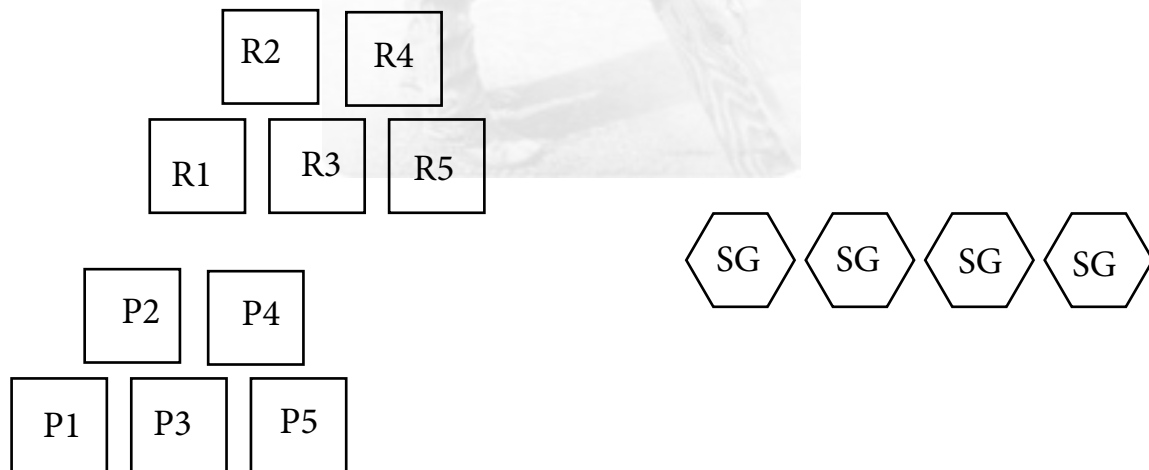 R2 R4
R1 R3 R5
SG SG SG SG
P2 P4
P1 P3 P5